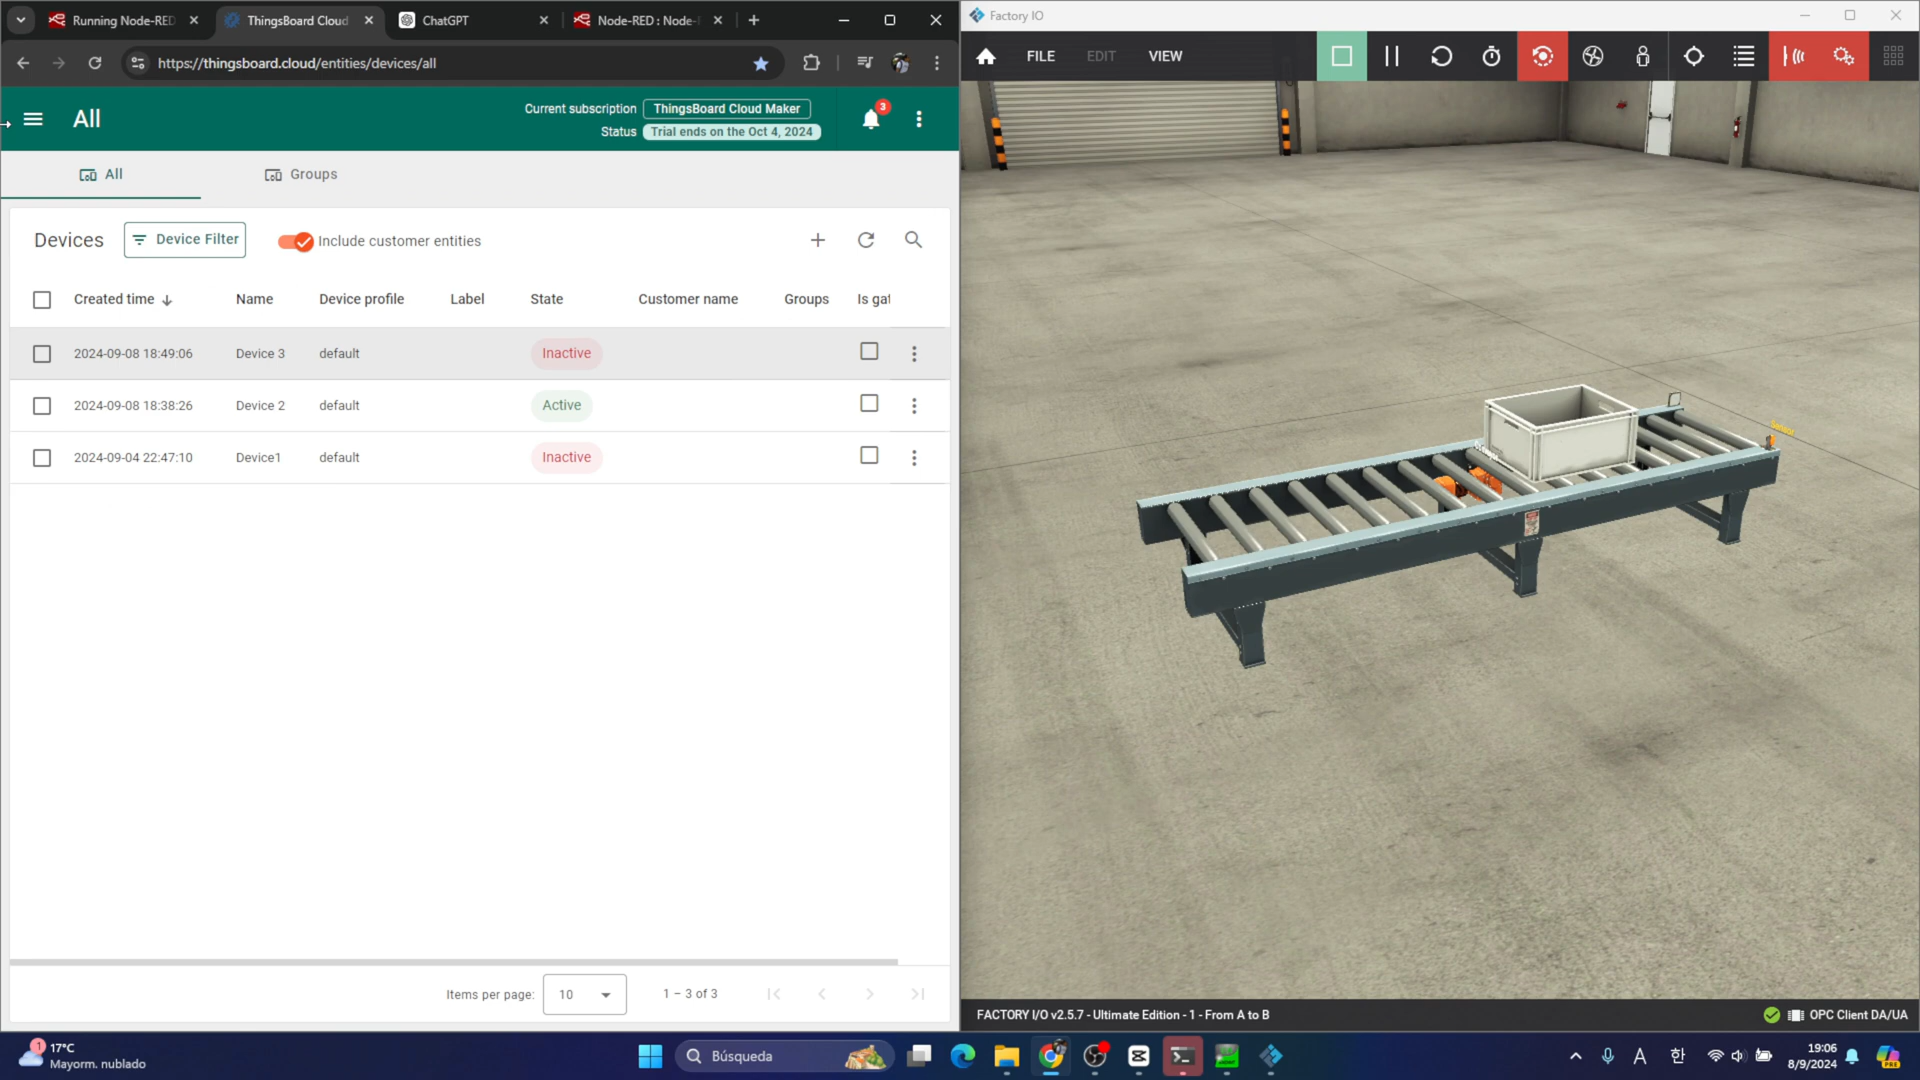 Running Node-RED
ThingsBoard Cloud
ChatGPT
Node-RED : Node-
https://thingsboard.cloud/entities/devices/all
All
Current subscription
ThingsBoard Cloud Maker
Status
Trial ends on the Oct 4, 2024
3
All
Groups
Devices
Device Filter
Include customer entities
Created time
Name
Device profile
Label
State
Customer name
Groups
Is gat
2024-09-08 18:49:06
Device 3
default
Inactive
2024-09-08 18:38:26
Device 2
default
Active
2024-09-04 22:47:10
Device1
default
Inactive
Items per page:
10
1 – 3 of 3
Factory IO
FILE
EDIT
VIEW
Sensor
FACTORY I/O v2.5.7 - Ultimate Edition - 1 - From A to B
OPC Client DA/UA
1
17°C
Mayorm. nublado
Búsqueda
A
한
19:06
8/9/2024
PRE